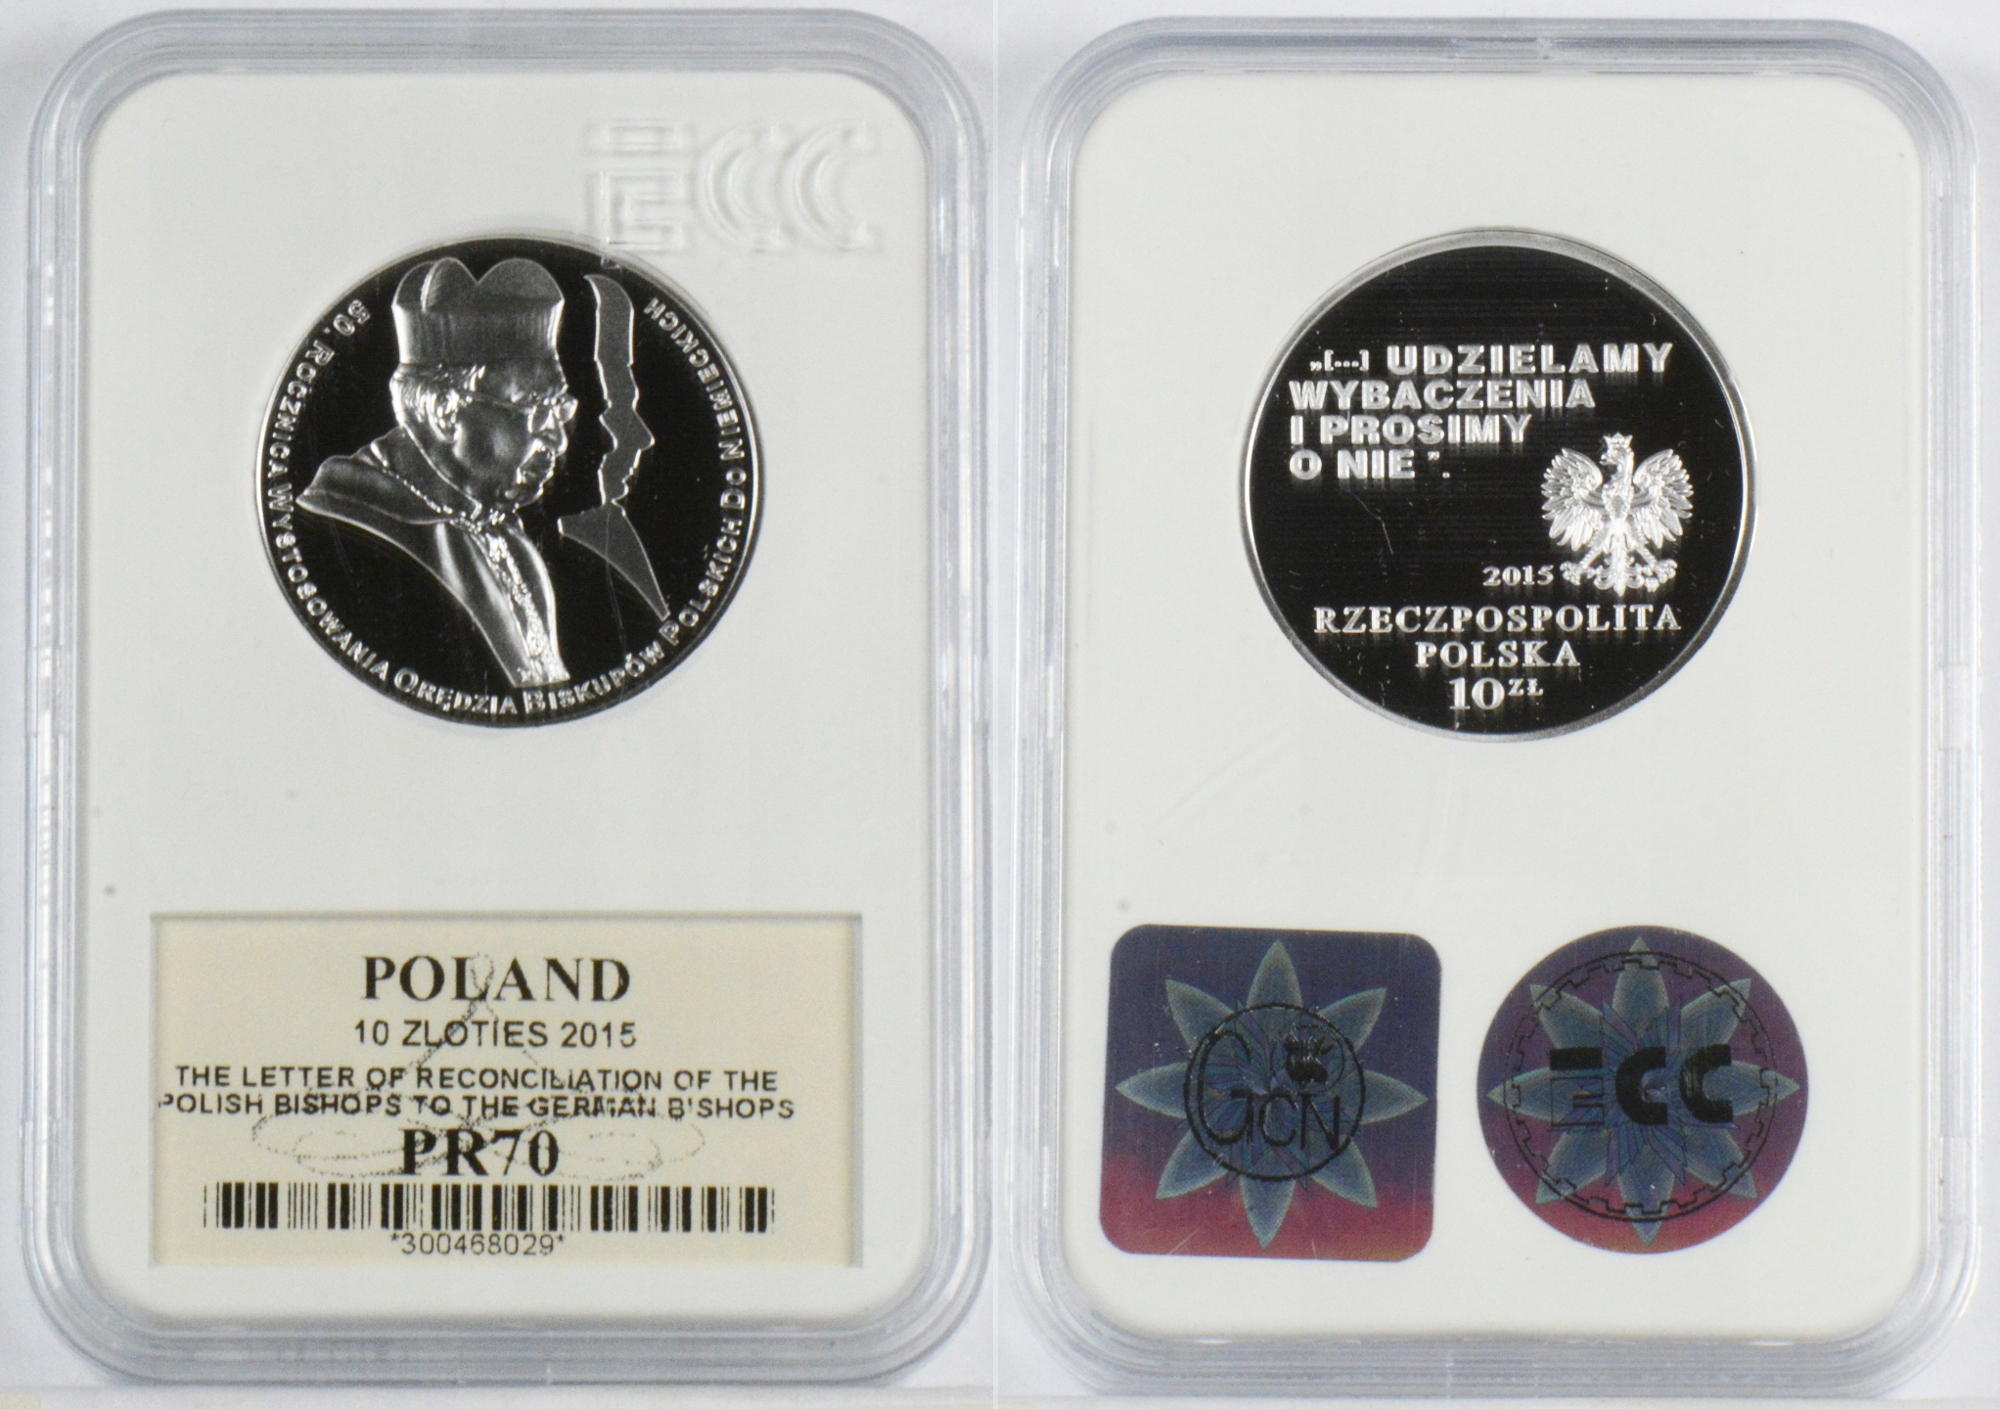 ECC
50. ROCZNICA WYSTOSOWANIA ORĘDZIA BISKUPÓW POLSKICH DO NIEMIECKICH
POLAND
10 ZLOTIES 2015
THE LETTER OF RECONCILIATION OF THE
POLISH BISHOPS TO THE GERMAN BISHOPS
PR70
*300468029*
„[...] UDZIELAMY
WYBACZENIA
I PROSIMY
O NIE ”.
2015
RZECZPOSPOLITA
POLSKA
10 ZŁ
GCN
ECC